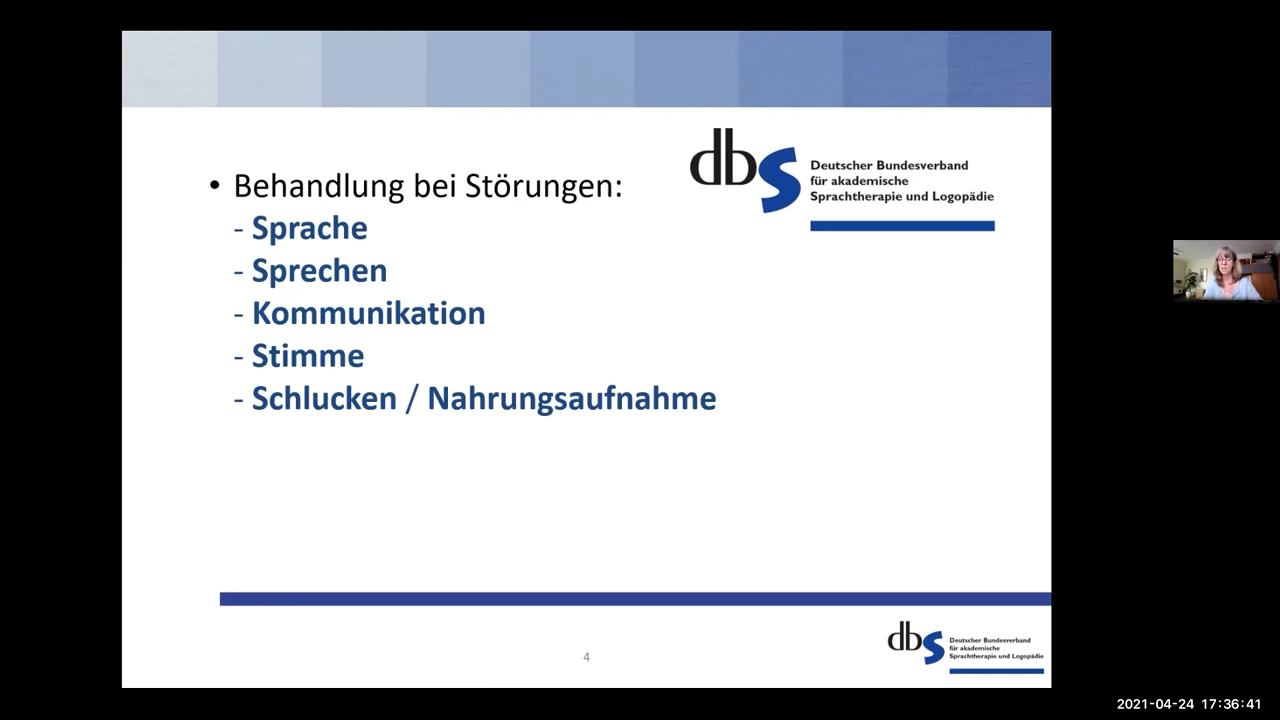 dbs
Deutscher Bundesverband
für akademische
Sprachtherapie und Logopädie
• Behandlung bei Störungen:
- Sprache
- Sprechen
- Kommunikation
- Stimme
- Schlucken / Nahrungsaufnahme
4
dbs
Deutscher Bundesverband
für akademische
Sprachtherapie und Logopädie
2021-04-24 17:36:41